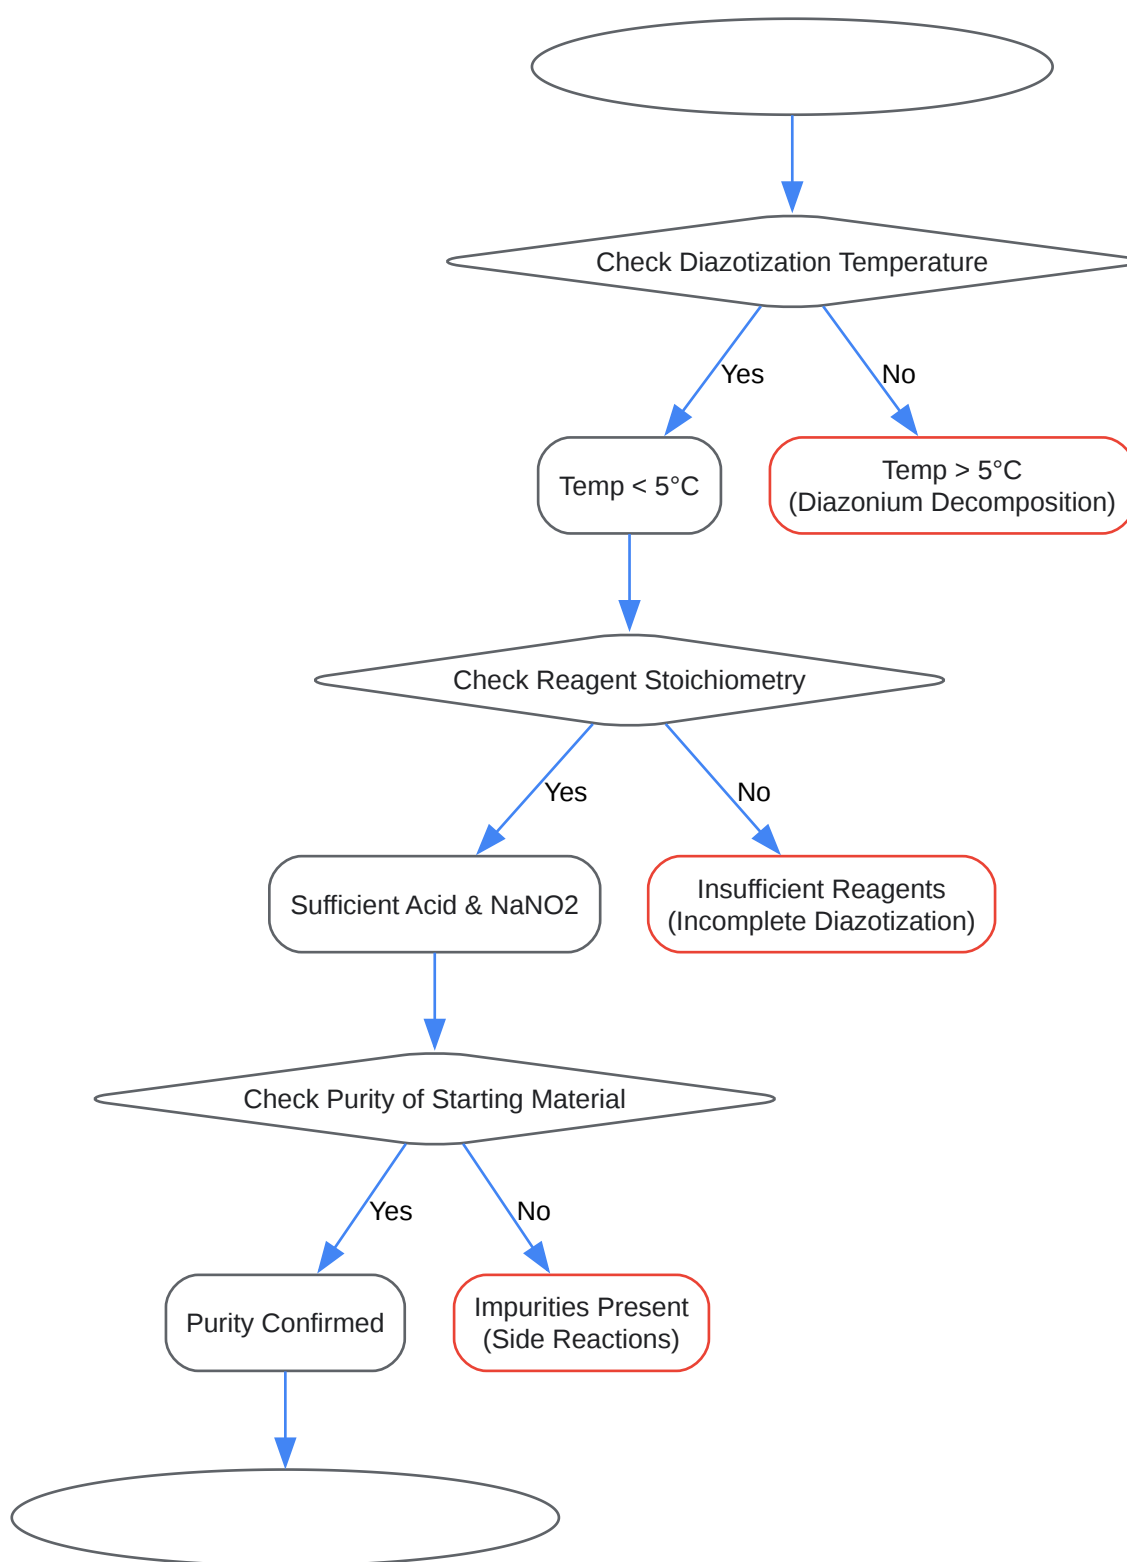 Check Diazotization Temperature
Yes
No
Temp < 5°C
Temp > 5°C
(Diazonium Decomposition)
Check Reagent Stoichiometry
Yes
No
Sufficient Acid & NaNO2
Insufficient Reagents
(Incomplete Diazotization)
Check Purity of Starting Material
Yes
No
Purity Confirmed
Impurities Present
(Side Reactions)